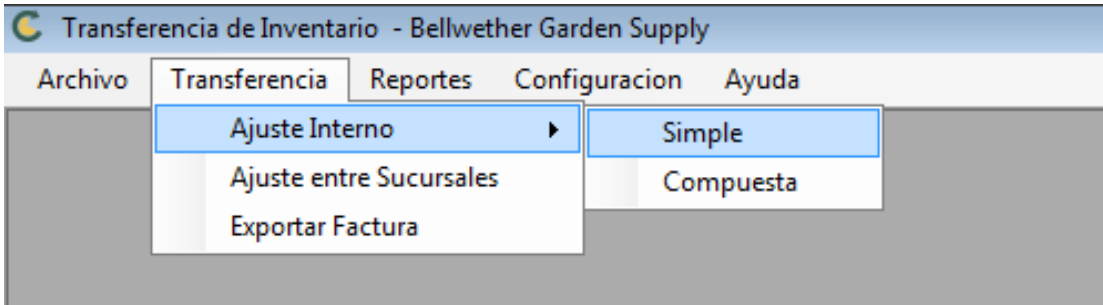 Transferencia de Inventario - Bellwether Garden Supply
Archivo Transferencia Reportes Configuracion Ayuda
Ajuste Interno Simple
Ajuste entre Sucursales Compuesta
Exportar Factura